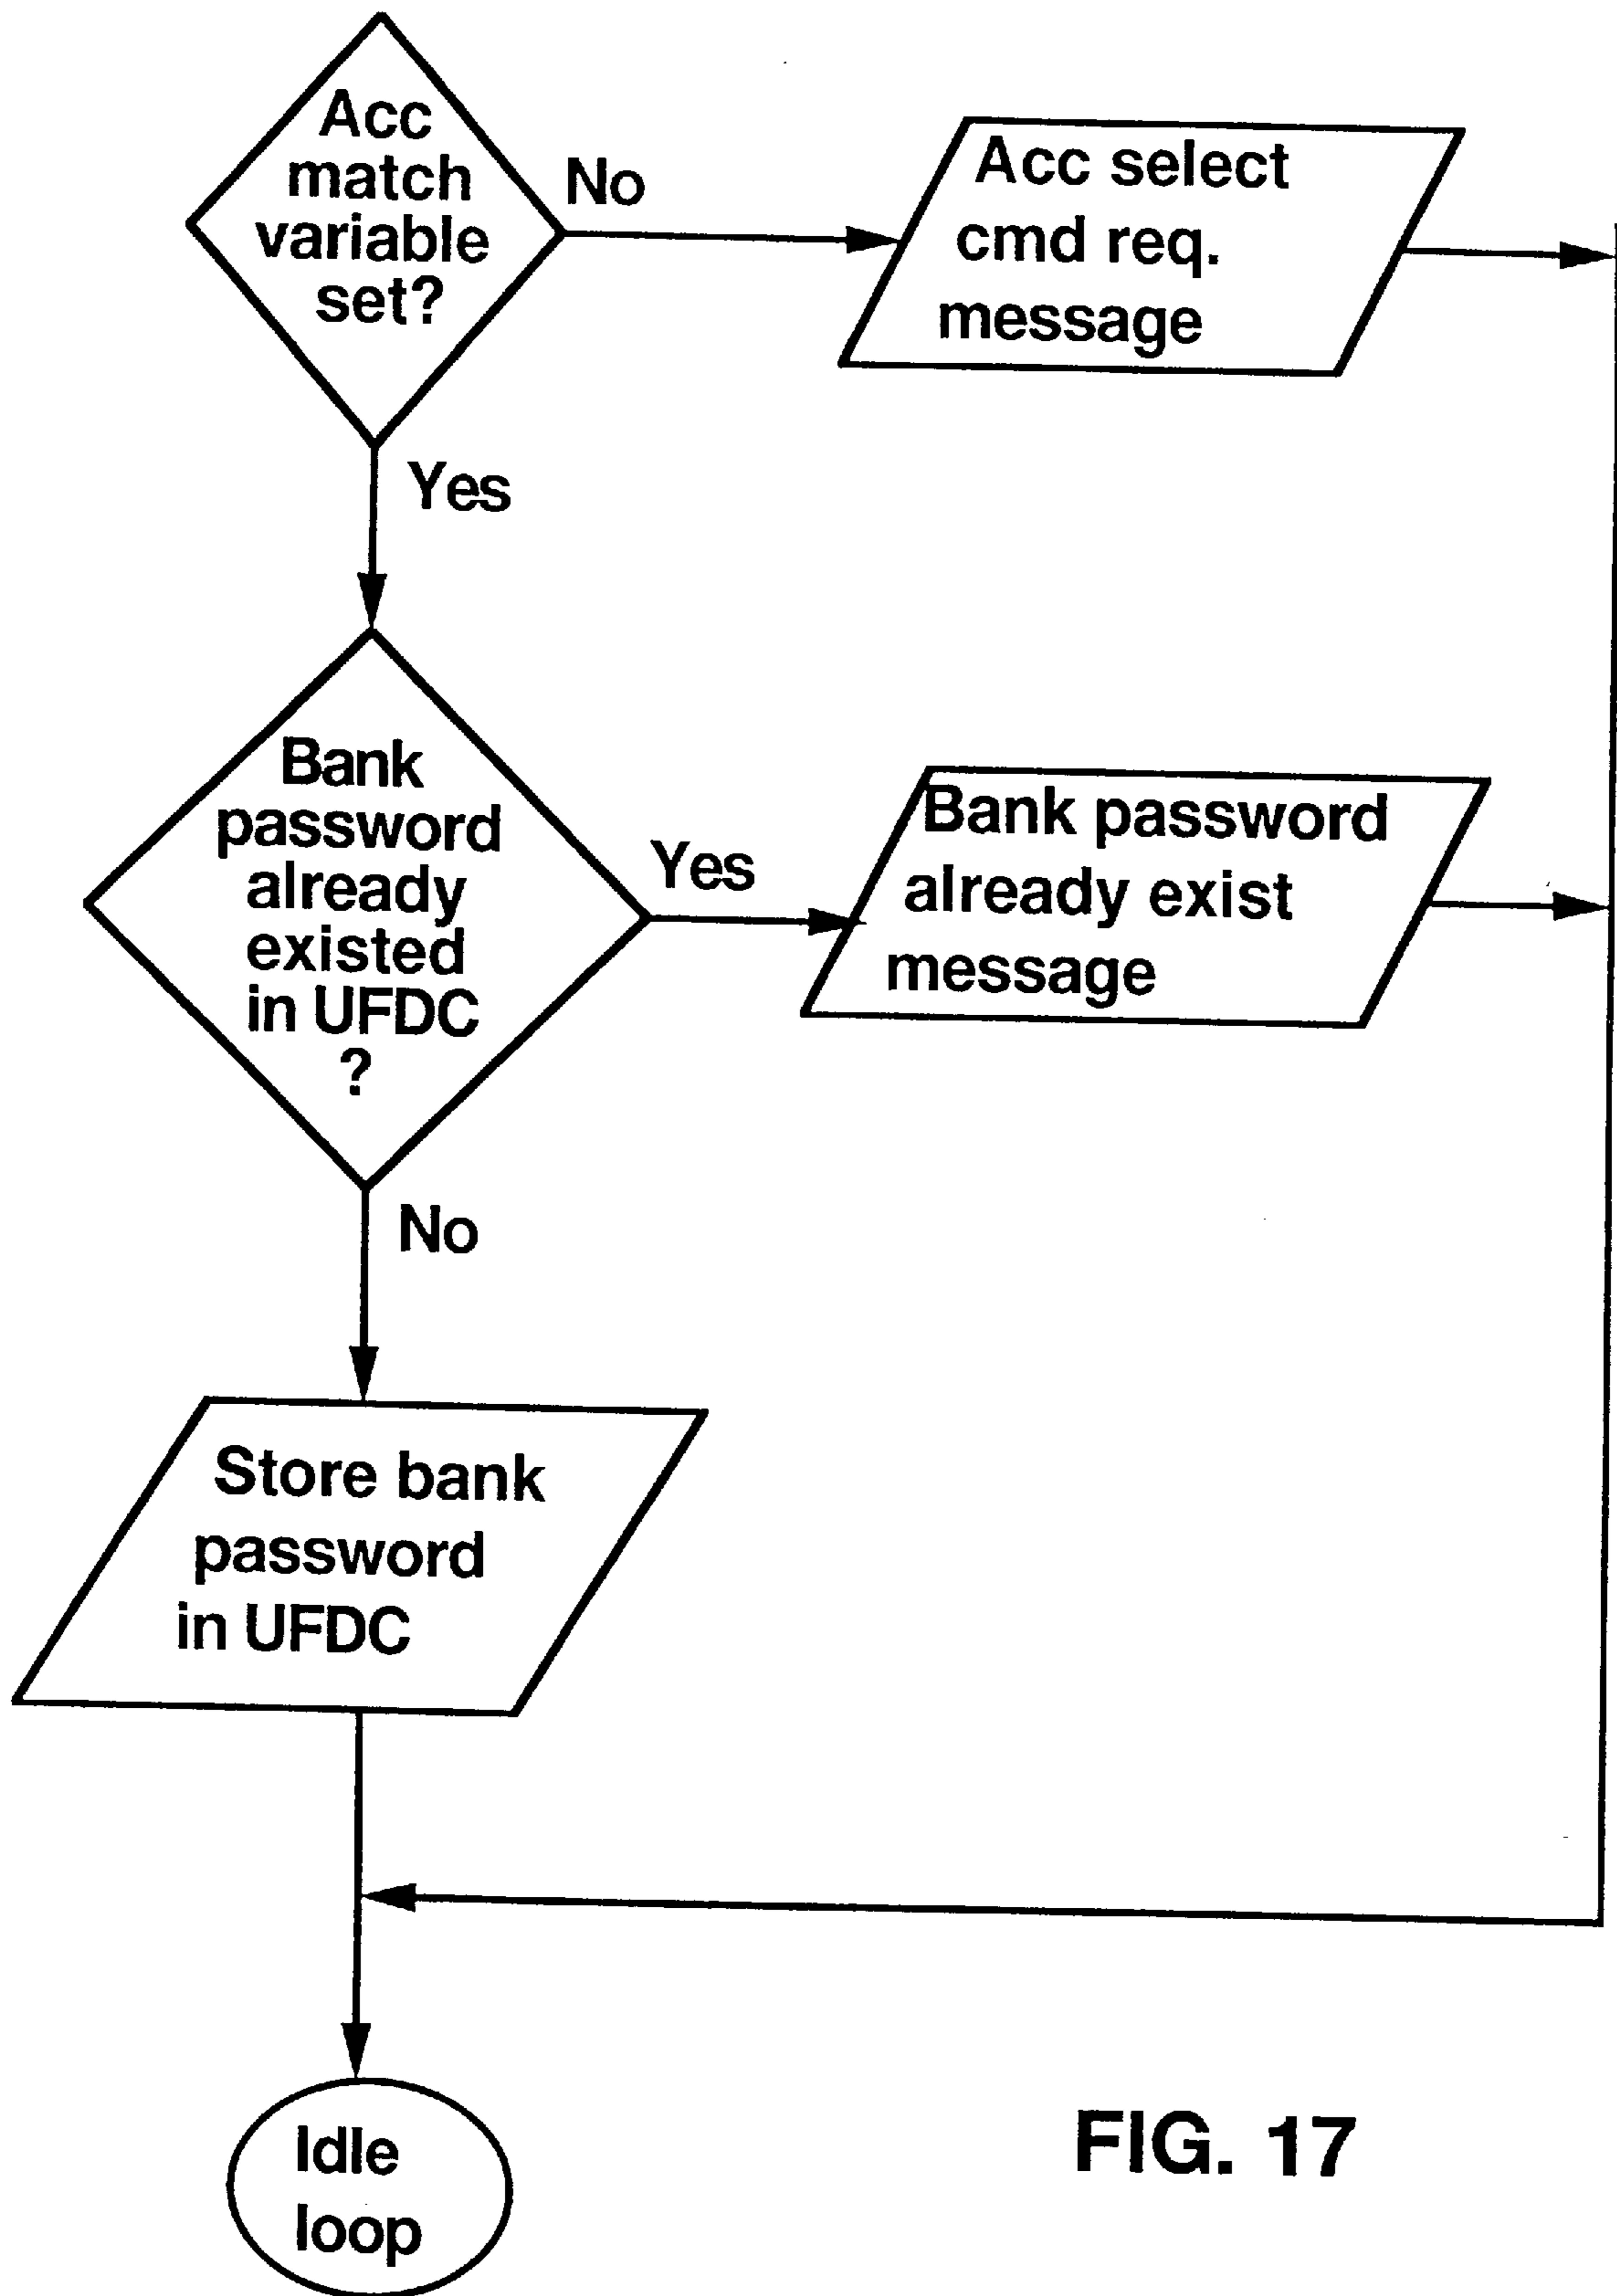 Acc
match
variable
set?
No
Acc select
cmd req.
message
Yes
Bank
password
already
existed
in UFDC
?
Yes
Bank password
already exist
message
No
Store bank
password
in UFDC
Idle
loop
FIG. 17